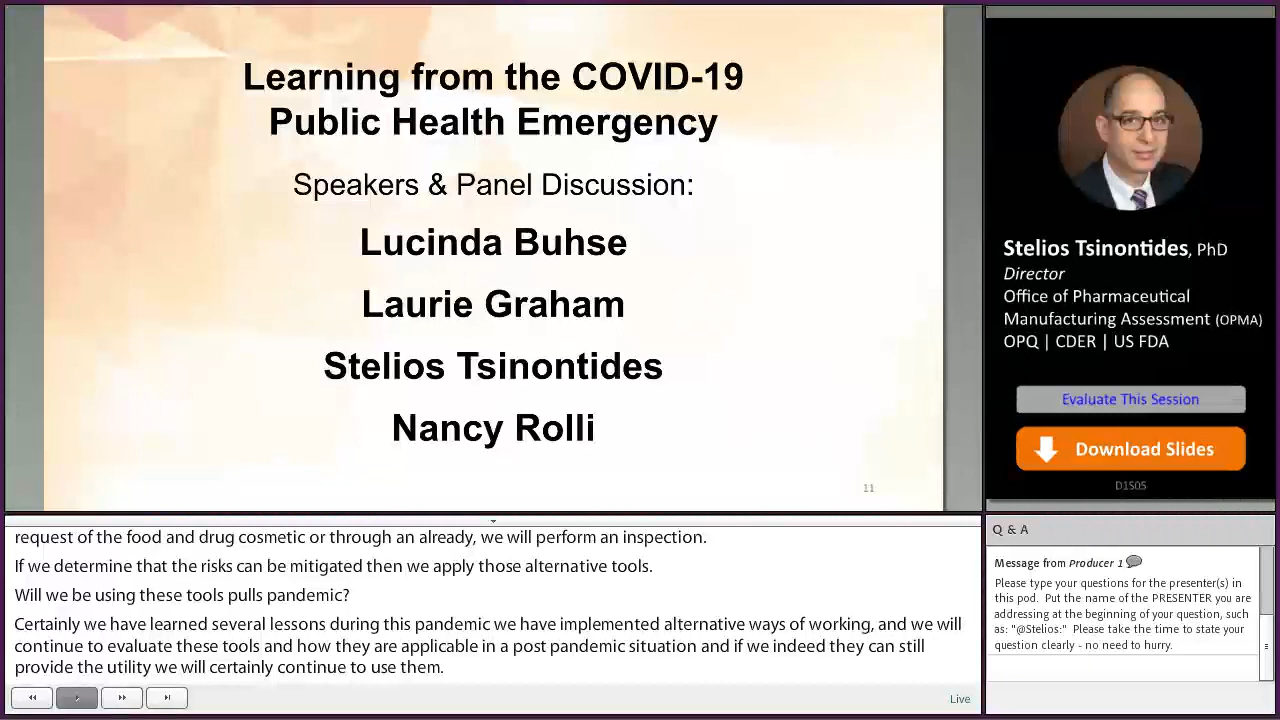 Learning from the COVID-19
Public Health Emergency
Speakers & Panel Discussion:
Lucinda Buhse
Laurie Graham
Stelios Tsinontides
Nancy Rolli
11
Stelios Tsinontides, PhD
Director
Office of Pharmaceutical
Manufacturing Assessment (OPMA)
OPQ | CDER | US FDA
Evaluate This Session
Download Slides
D1S05
request of the food and drug cosmetic or through an already, we will perform an inspection.
If we determine that the risks can be mitigated then we apply those alternative tools.
Will we be using these tools pulls pandemic?
Certainly we have learned several lessons during this pandemic we have implemented alternative ways of working, and we will
continue to evaluate these tools and how they are applicable in a post pandemic situation and if we indeed they can still
provide the utility we will certainly continue to use them.
Live
Q & A
Message from Producer 1
Please type your questions for the presenter(s) in
this pod. Put the name of the PRESENTER you are
addressing at the beginning of your question, such
as: "@Stelios:" Please take the time to state your
question clearly - no need to hurry.